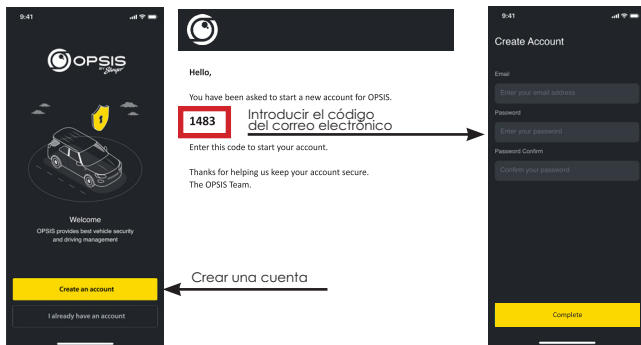 9:41
OPSIS
BY Stinger
Welcome
OPSIS provides best vehicle security
and driving management
Create an account
I already have an account
Hello,
You have been asked to start a new account for OPSIS.
1483
Introducir el código
del correo electrónico
Enter this code to start your account.
Thanks for helping us keep your account secure.
The OPSIS Team.
Crear una cuenta
9:41
Create Account
Email
Enter your email address
Password
Enter your password
Password Confirm
Confirm your password
Complete